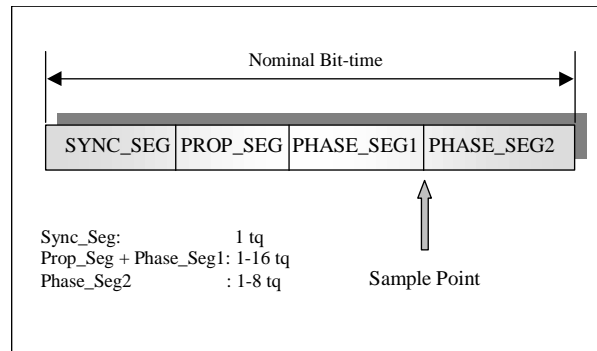 Nominal Bit-time
SYNC_SEG PROP_SEG PHASE_SEG1 PHASE_SEG2
Sync_Seg: 1 tq
Prop_Seg + Phase_Seg1: 1-16 tq
Phase_Seg2 : 1-8 tq
Sample Point